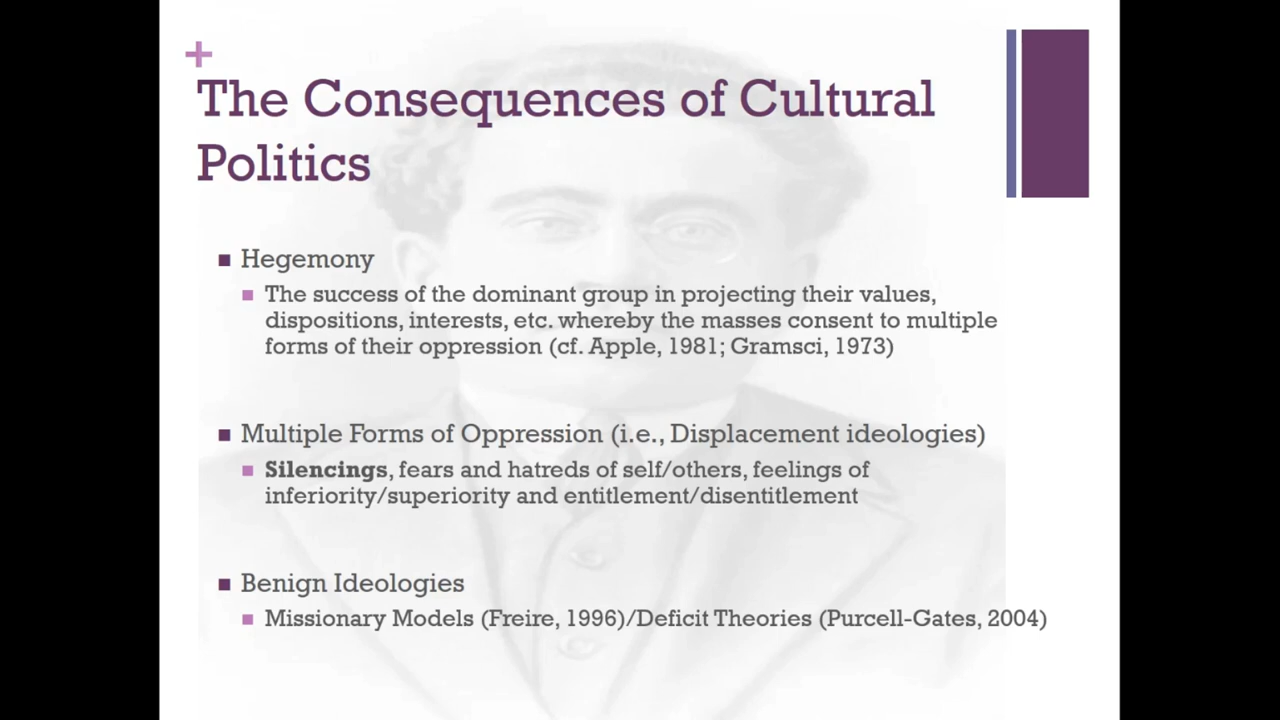 +
The Consequences of Cultural
Politics
Hegemony
The success of the dominant group in projecting their values,
dispositions, interests, etc. whereby the masses consent to multiple
forms of their oppression (cf. Apple, 1981; Gramsci, 1973)
Multiple Forms of Oppression (i.e., Displacement ideologies)
Silencings, fears and hatreds of self/others, feelings of
inferiority/superiority and entitlement/disentitlement
Benign Ideologies
Missionary Models (Freire, 1996)/Deficit Theories (Purcell-Gates, 2004)